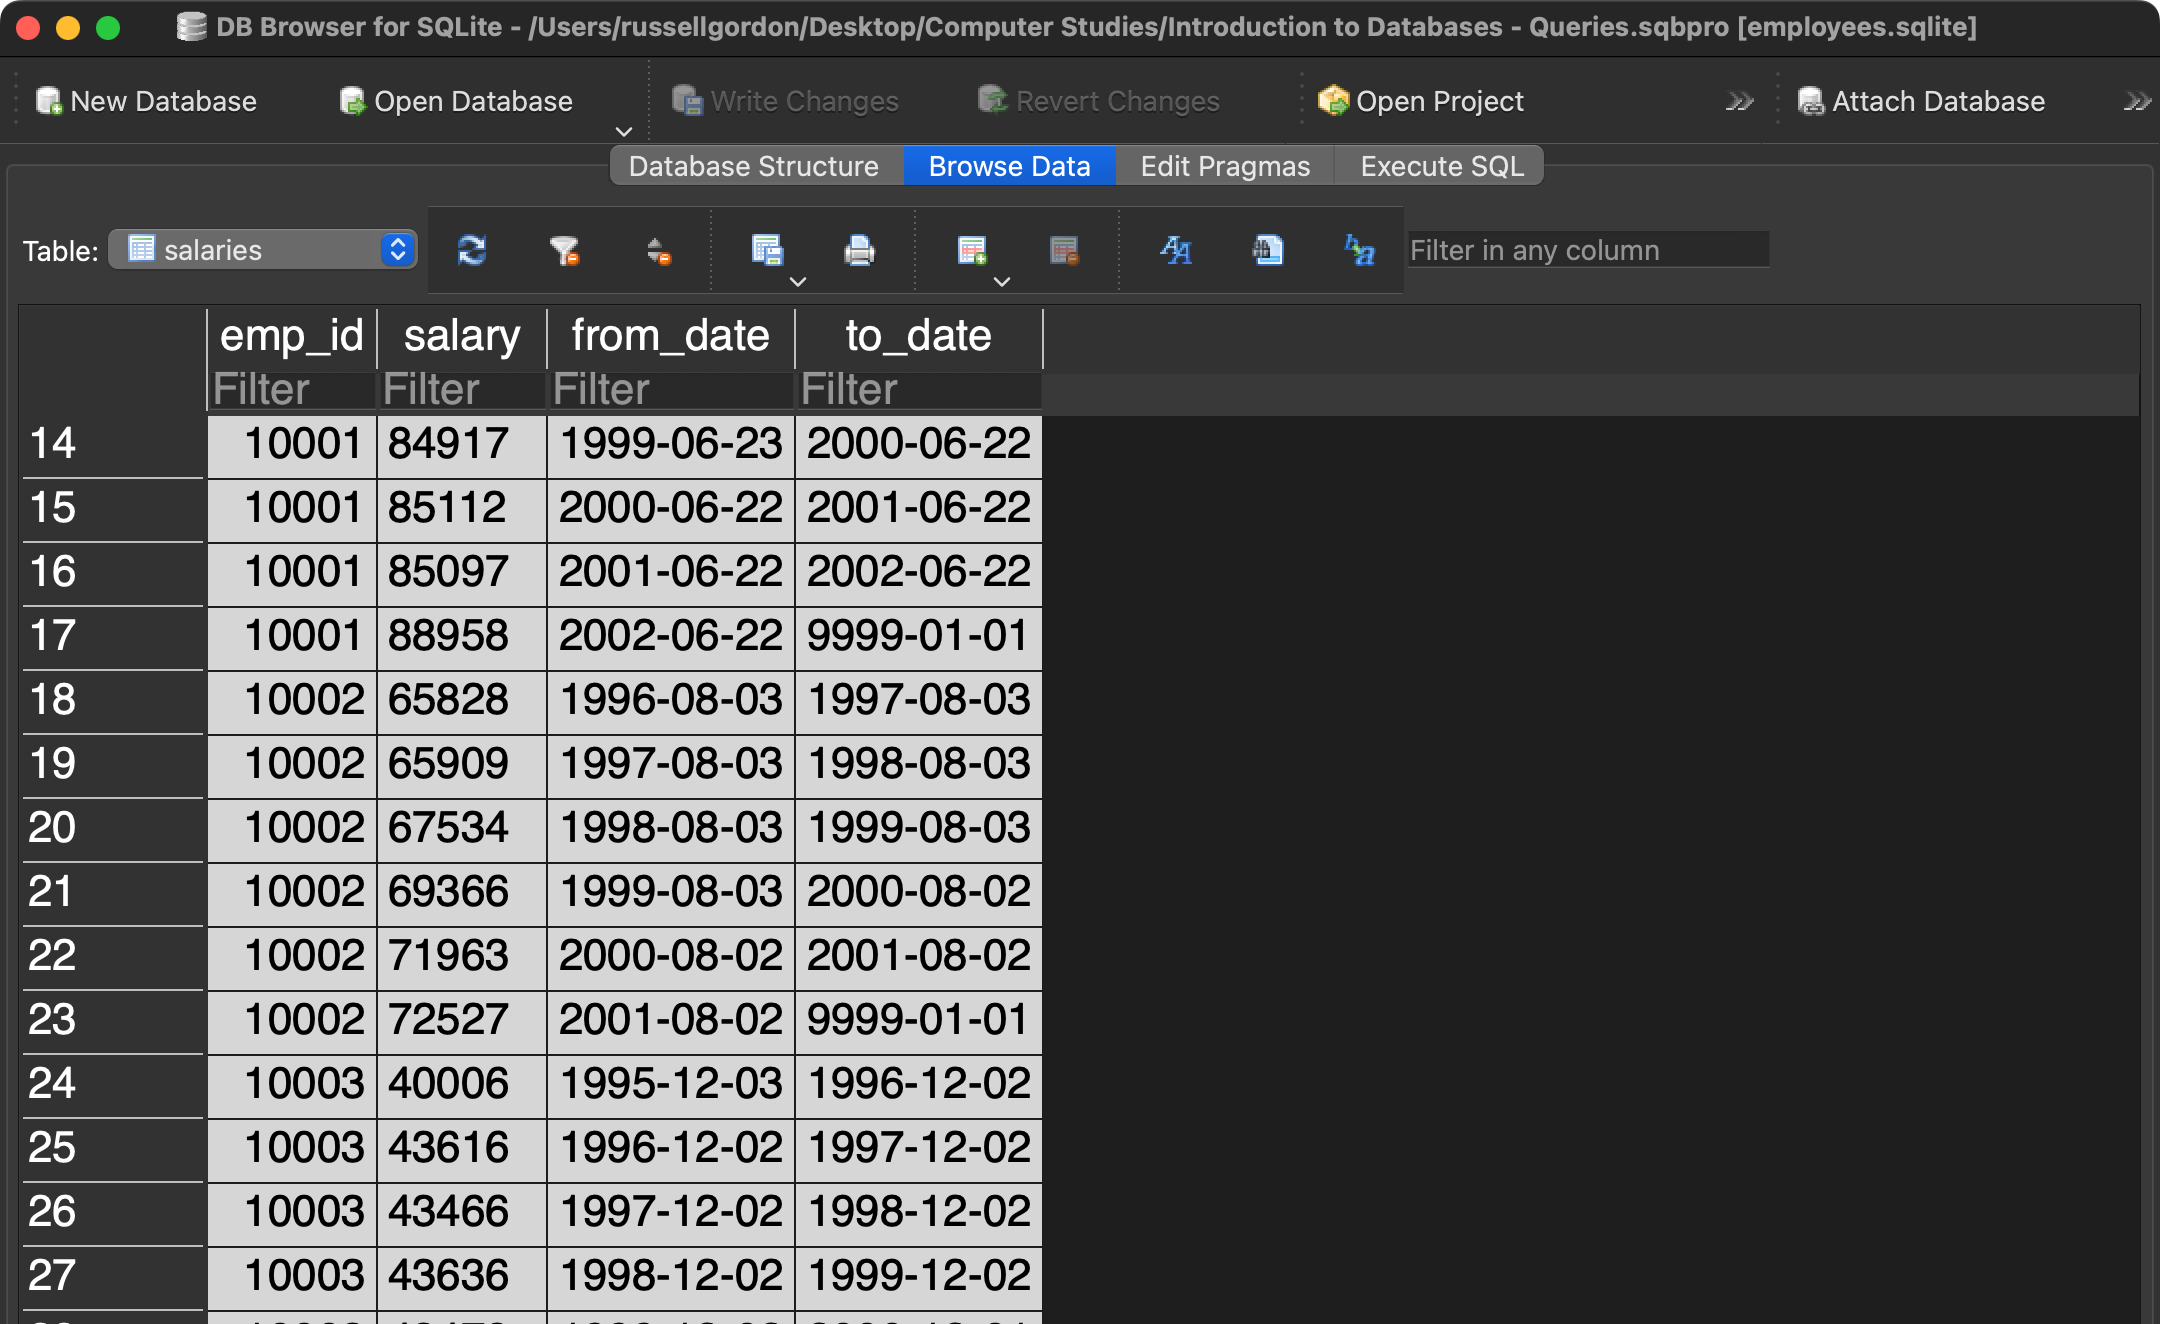 DB Browser for SQLite - /Users/russellgordon/Desktop/Computer Studies/Introduction to Databases - Queries.sqbpro [employees.sqlite]
New Database Open Database Write Changes Revert Changes Open Project Attach Database
Database Structure Browse Data Edit Pragmas Execute SQL
Table: salaries Filter in any column
emp_id salary from_date to_date
Filter Filter Filter Filter
14 10001 84917 1999-06-23 2000-06-22
15 10001 85112 2000-06-22 2001-06-22
16 10001 85097 2001-06-22 2002-06-22
17 10001 88958 2002-06-22 9999-01-01
18 10002 65828 1996-08-03 1997-08-03
19 10002 65909 1997-08-03 1998-08-03
20 10002 67534 1998-08-03 1999-08-03
21 10002 69366 1999-08-03 2000-08-02
22 10002 71963 2000-08-02 2001-08-02
23 10002 72527 2001-08-02 9999-01-01
24 10003 40006 1995-12-03 1996-12-02
25 10003 43616 1996-12-02 1997-12-02
26 10003 43466 1997-12-02 1998-12-02
27 10003 43636 1998-12-02 1999-12-02